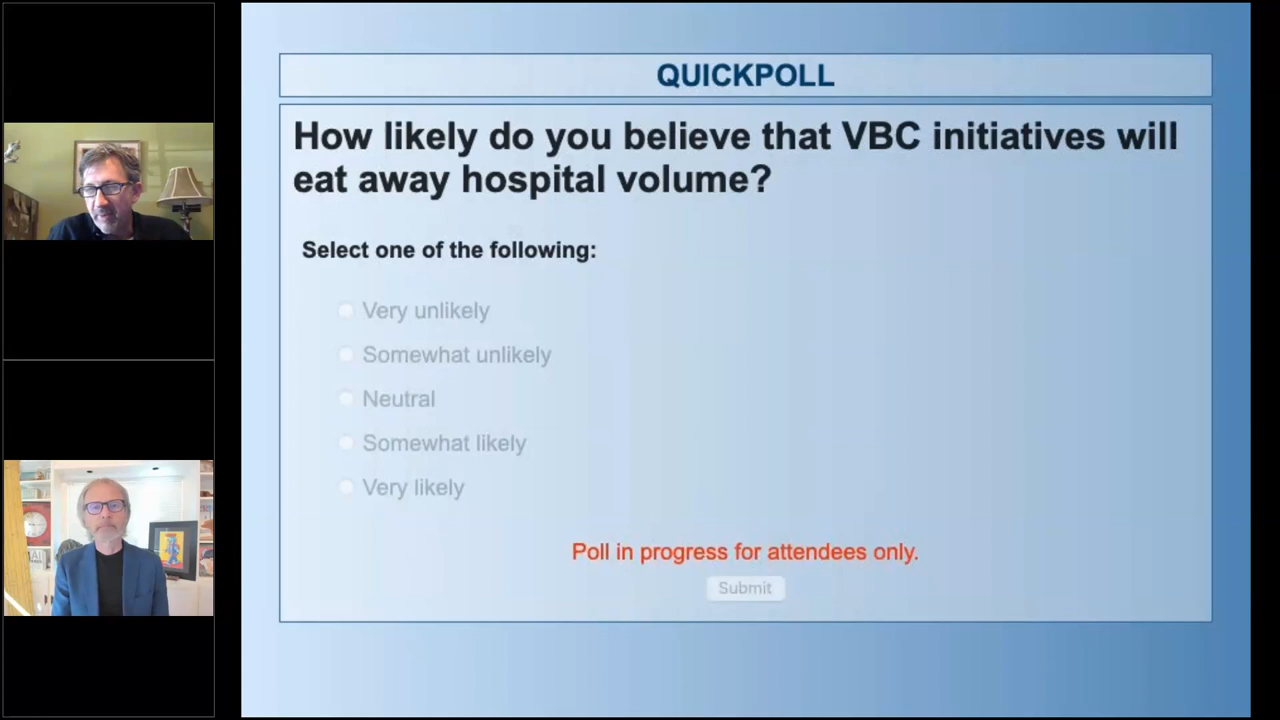 QUICKPOLL
How likely do you believe that VBC initiatives will
eat away hospital volume?
Select one of the following:
Very unlikely
Somewhat unlikely
Neutral
Somewhat likely
Very likely
Poll in progress for attendees only.
Submit